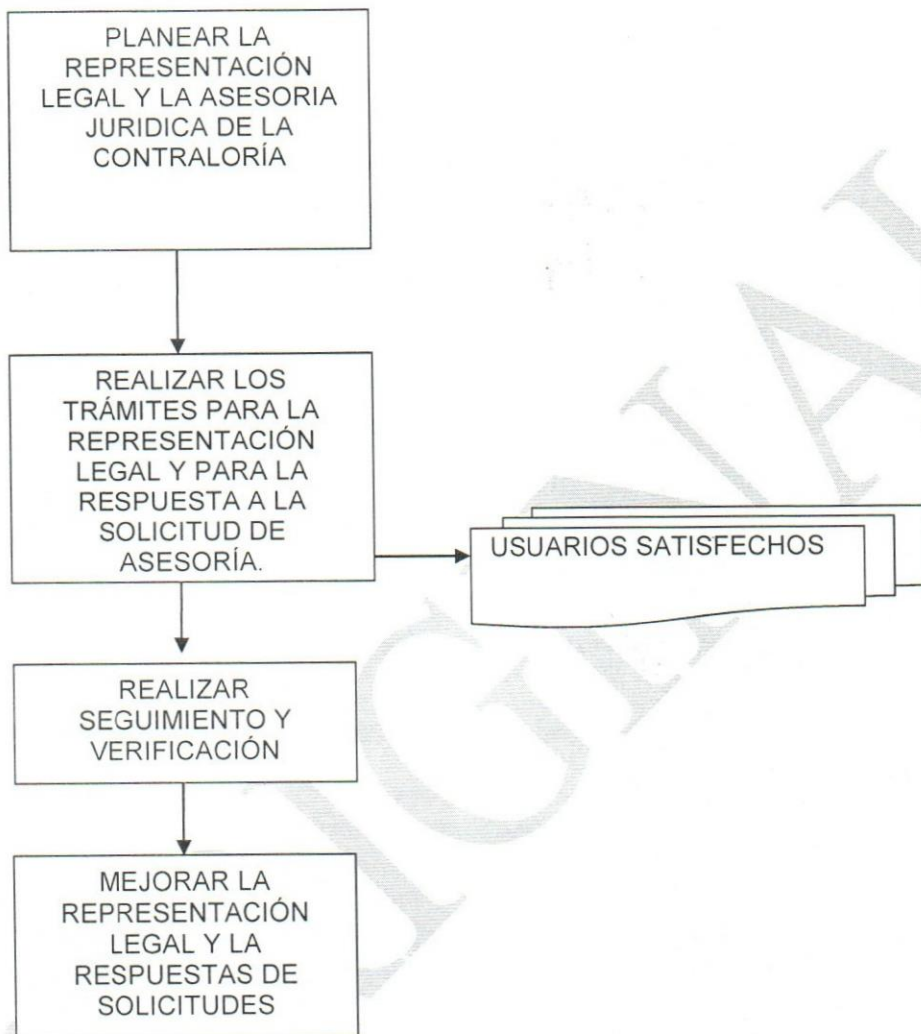 PLANEAR LA
REPRESENTACIÓN
LEGAL Y LA ASESORIA
JURIDICA DE LA
CONTRALORÍA
REALIZAR LOS
TRÁMITES PARA LA
REPRESENTACIÓN
LEGAL Y PARA LA
RESPUESTA A LA
SOLICITUD DE
ASESORÍA.
USUARIOS SATISFECHOS
REALIZAR
SEGUIMIENTO Y
VERIFICACIÓN
MEJORAR LA
REPRESENTACIÓN
LEGAL Y LA
RESPUESTAS DE
SOLICITUDES